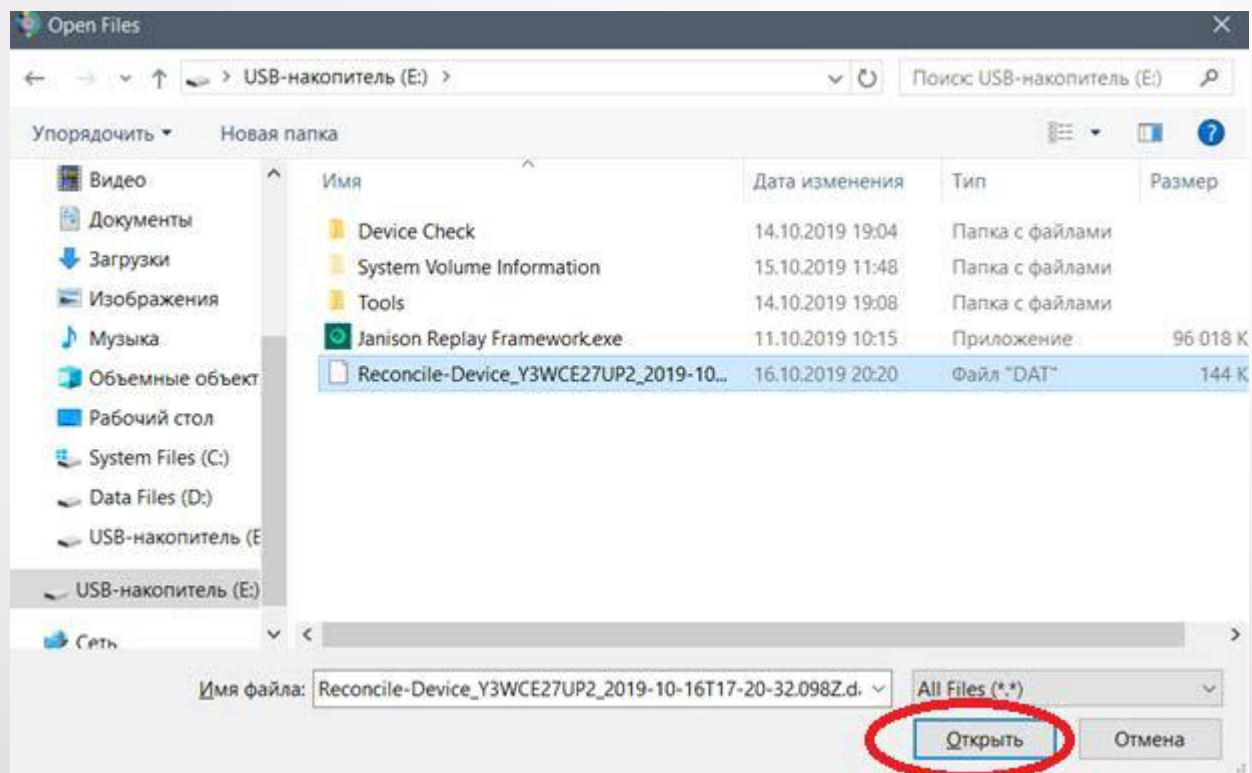 Open Files
USB-накопитель (E:)
Поиск: USB-накопитель (E:)
Упорядочить
Новая папка
Имя
Дата изменения
Тип
Размер
Видео
Документы
Загрузки
Изображения
Музыка
Объемные объект
Рабочий стол
System Files (C:)
Data Files (D:)
USB-накопитель (E
USB-накопитель (E:)
Сеть
Device Check 14.10.2019 19:04 Папка с файлами
System Volume Information 15.10.2019 11:48 Папка с файлами
Tools 14.10.2019 19:08 Папка с файлами
Janison Replay Framework.exe 11.10.2019 10:15 Приложение 96 018 К
Reconcile-Device_Y3WCE27UP2_2019-10... 16.10.2019 20:20 Файл "DAT" 144 К
Имя файла: Reconcile-Device_Y3WCE27UP2_2019-10-16T17-20-32.098Z.d
All Files (*.*)
Открыть
Отмена